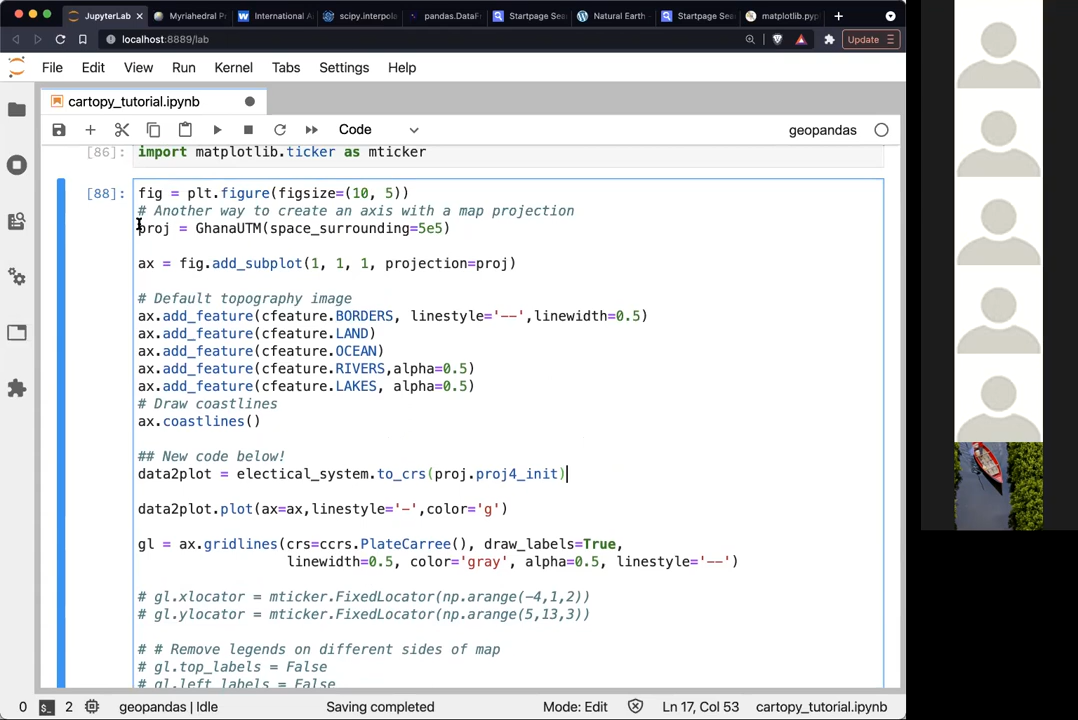 JupyterLab
Myriahedral P
International A
scipy.interpola
pandas.DataF
Startpage Sear
Natural Earth -
Startpage Sear
matplotlib.pyp
localhost:8889/lab
Update
File Edit View Run Kernel Tabs Settings Help
cartopy_tutorial.ipynb
Code
geopandas
[86]: import matplotlib.ticker as mticker
[88]: fig = plt.figure(figsize=(10, 5))
# Another way to create an axis with a map projection
proj = GhanaUTM(space_surrounding=5e5)
ax = fig.add_subplot(1, 1, 1, projection=proj)
# Default topography image
ax.add_feature(cfeature.BORDERS, linestyle='--',linewidth=0.5)
ax.add_feature(cfeature.LAND)
ax.add_feature(cfeature.OCEAN)
ax.add_feature(cfeature.RIVERS,alpha=0.5)
ax.add_feature(cfeature.LAKES, alpha=0.5)
# Draw coastlines
ax.coastlines()
## New code below!
data2plot = electical_system.to_crs(proj.proj4_init)
data2plot.plot(ax=ax,linestyle='-',color='g')
gl = ax.gridlines(crs=ccrs.PlateCarree(), draw_labels=True,
linewidth=0.5, color='gray', alpha=0.5, linestyle='--')
# gl.xlocator = mticker.FixedLocator(np.arange(-4,1,2))
# gl.ylocator = mticker.FixedLocator(np.arange(5,13,3))
# # Remove legends on different sides of map
# gl.top_labels = False
# gl.left_labels = False
0 2 geopandas | Idle Saving completed Mode: Edit Ln 17, Col 53 cartopy_tutorial.ipynb